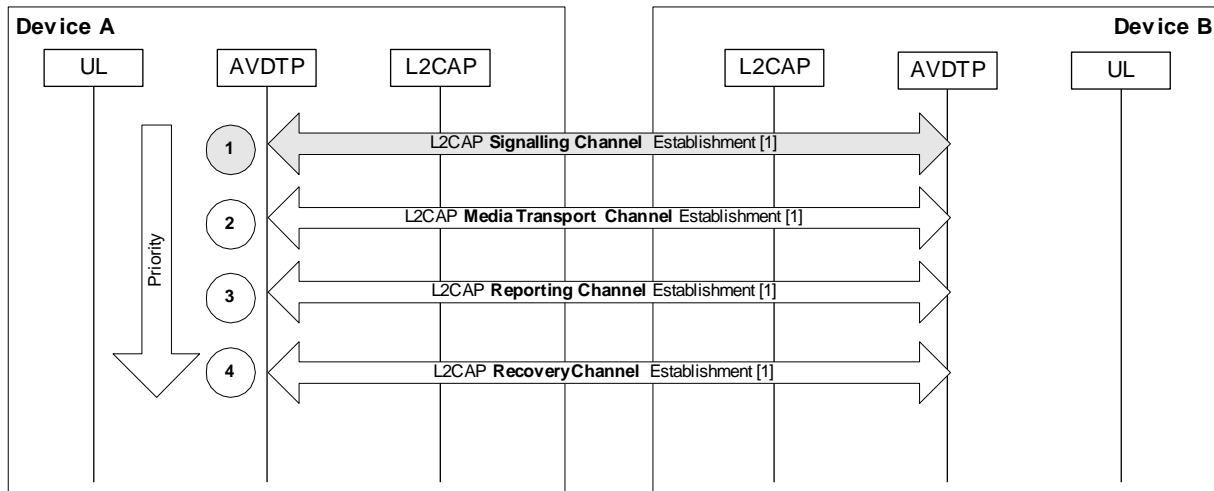 Device A
Device B
UL
AVDTP
L2CAP
L2CAP
AVDTP
UL
1
L2CAP Signalling Channel Establishment [1]
2
L2CAP Media Transport Channel Establishment [1]
Priority
3
L2CAP Reporting Channel Establishment [1]
4
L2CAP RecoveryChannel Establishment [1]